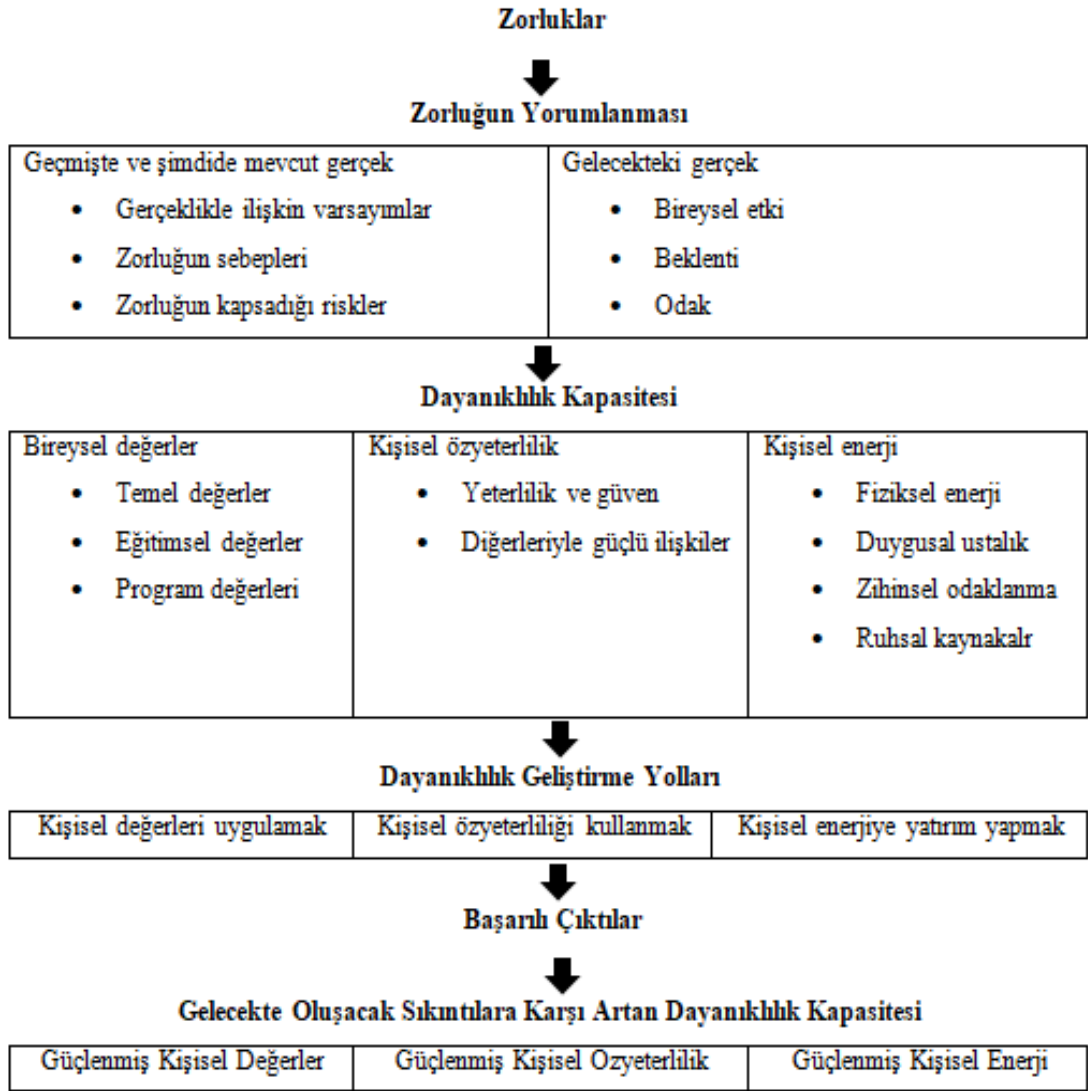 Zorluklar
Zorluğun Yorumlanması
Geçmişte ve şimdide mevcut gerçek
• Gerçeklikle ilişkin varsayımlar
• Zorluğun sebepleri
• Zorluğun kapsadığı riskler
Gelecekteki gerçek
• Bireysel etki
• Beklenti
• Odak
Dayanıklılık Kapasitesi
Bireysel değerler
• Temel değerler
• Eğitimsel değerler
• Program değerleri
Kişisel özyeterlilik
• Yeterlilik ve güven
• Diğerleriyle güçlü ilişkiler
Kişisel enerji
• Fiziksel enerji
• Duygusal ustalık
• Zihinsel odaklanma
• Ruhsal kaynakalr
Dayanıklılık Geliştirme Yolları
Kişisel değerleri uygulamak
Kişisel özyeterliliği kullanmak
Kişisel enerjiye yatırım yapmak
Başarılı Çıktılar
Gelecekte Oluşacak Sıkıntılara Karşı Artan Dayanıklılık Kapasitesi
Güçlenmiş Kişisel Değerler
Güçlenmiş Kişisel Ozyeterlilik
Güçlenmiş Kişisel Enerji